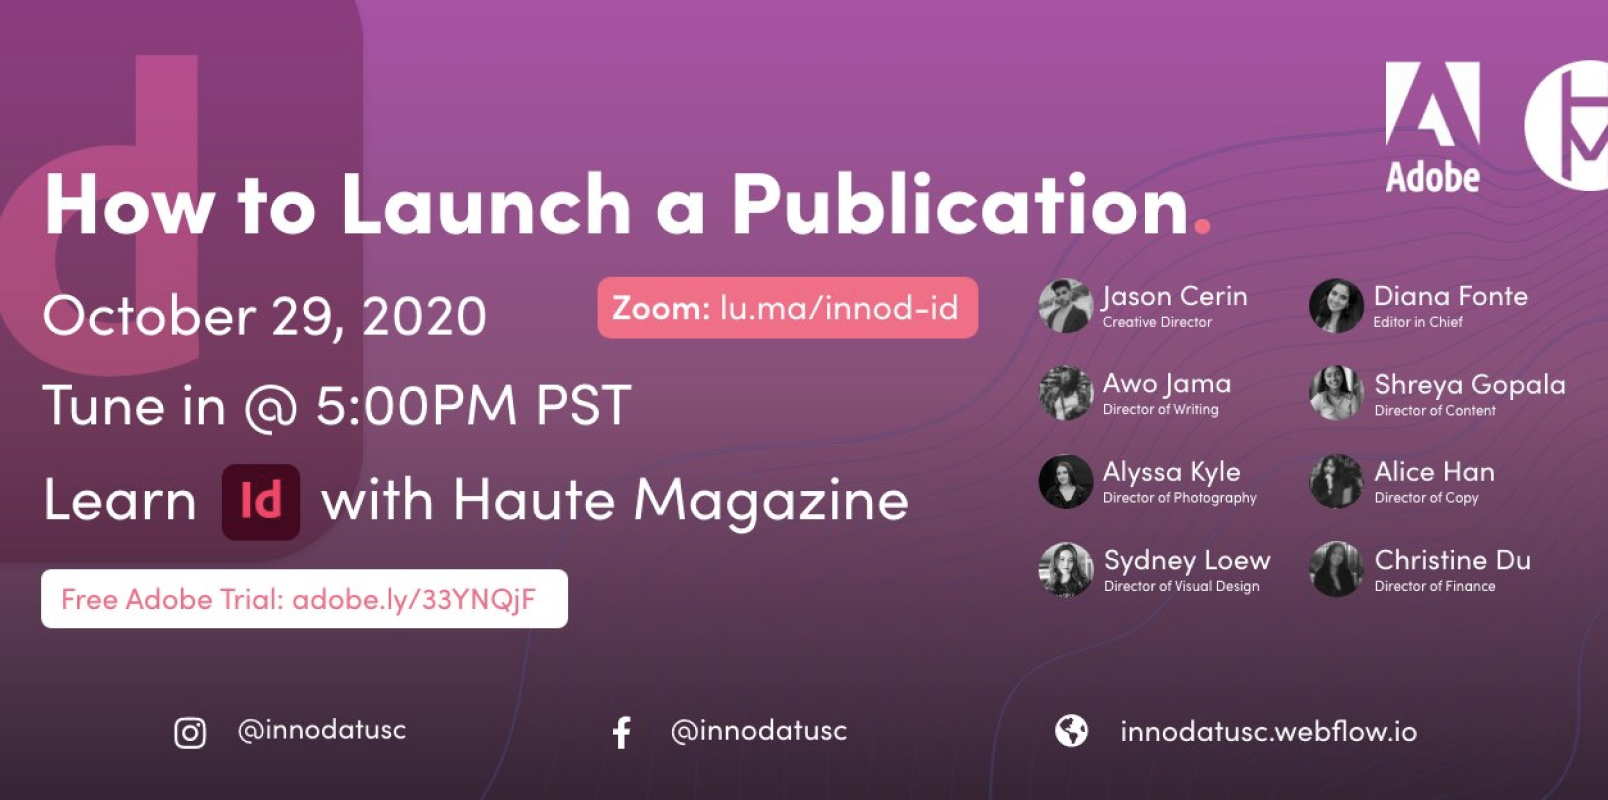 Adobe
How to Launch a Publication.
October 29, 2020
Zoom: lu.ma/innod-id
Tune in @ 5:00PM PST
Learn Id with Haute Magazine
Free Adobe Trial: adobe.ly/33YNQjF
Jason Cerin
Creative Director
Diana Fonte
Editor in Chief
Awo Jama
Director of Writing
Shreya Gopala
Director of Content
Alyssa Kyle
Director of Photography
Alice Han
Director of Copy
Sydney Loew
Director of Visual Design
Christine Du
Director of Finance
@innodatusc
@innodatusc
innodatusc.webflow.io